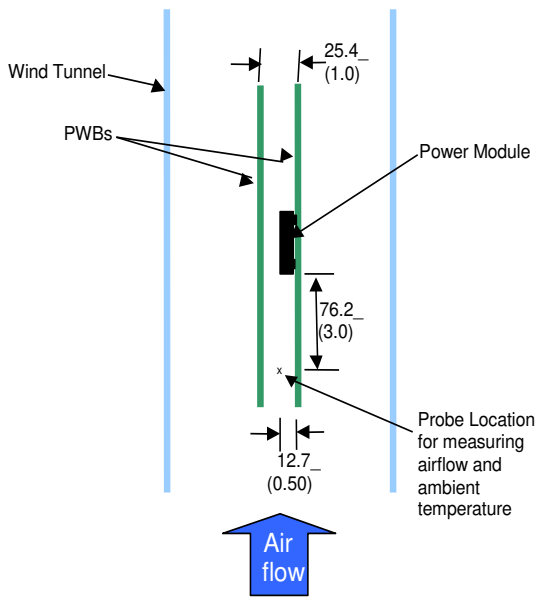 25.4_
(1.0)
Wind Tunnel
PWBs
Power Module
76.2_
(3.0)
x
Probe Location
for measuring
airflow and
ambient
temperature
12.7_
(0.50)
Air
flow